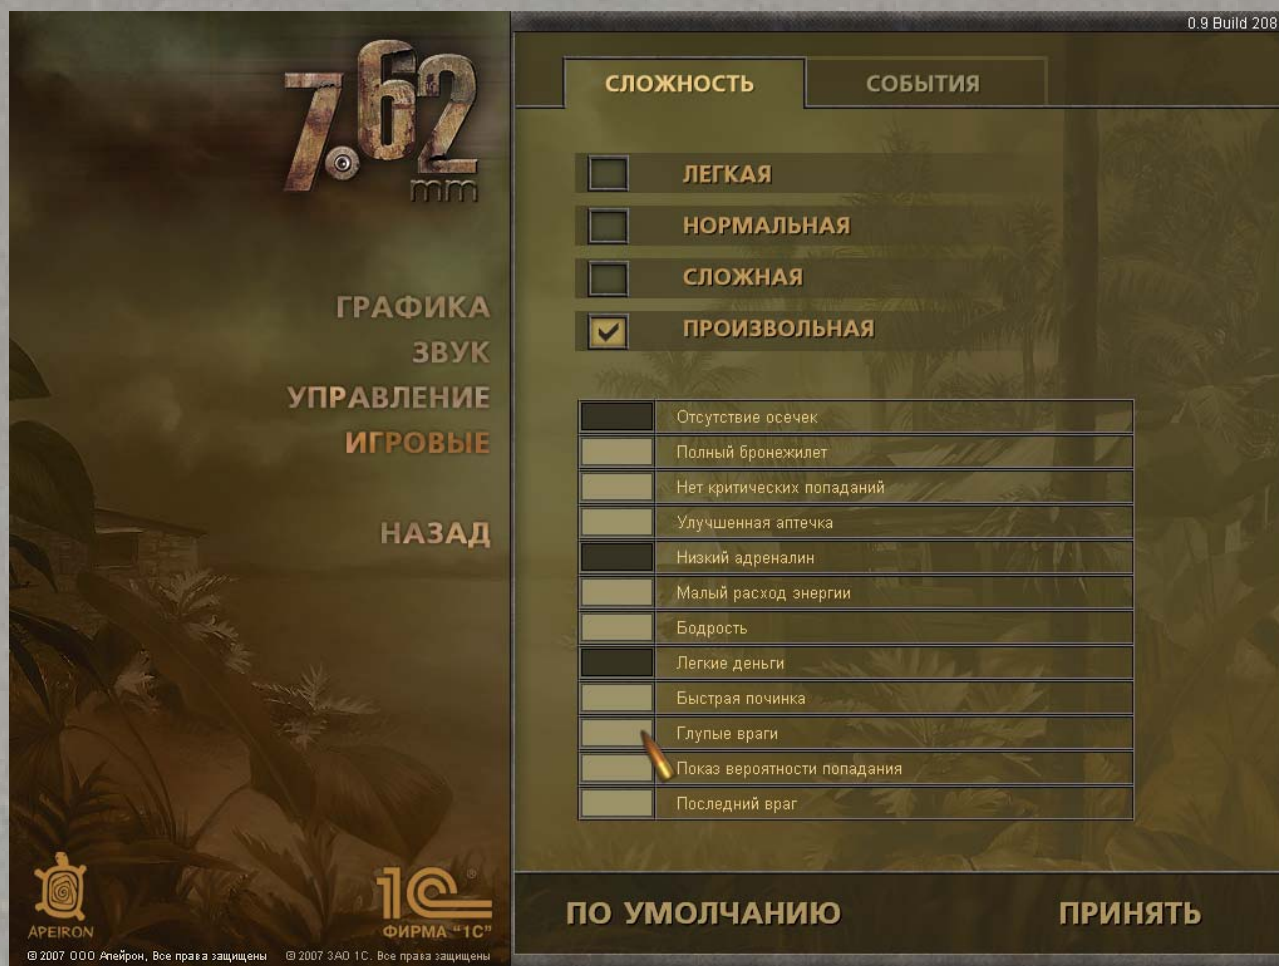 0.9 Build 208
7.62
mm
ГРАФИКА
ЗВУК
УПРАВЛЕНИЕ
ИГРОВЫЕ
НАЗАД
СЛОЖНОСТЬ
СОБЫТИЯ
ЛЕГКАЯ
НОРМАЛЬНАЯ
СЛОЖНАЯ
ПРОИЗВОЛЬНАЯ
Отсутствие осечек
Полный бронежилет
Нет критических попаданий
Улучшенная аптечка
Низкий адреналин
Малый расход энергии
Бодрость
Легкие деньги
Быстрая починка
Глупые враги
Показ вероятности попадания
Последний враг
ПО УМОЛЧАНИЮ
ПРИНЯТЬ
APEIRON
1С®
ФИРМА "1С"
© 2007 ООО Апейрон, Все права защищены
© 2007 ЗАО 1С. Все права защищены